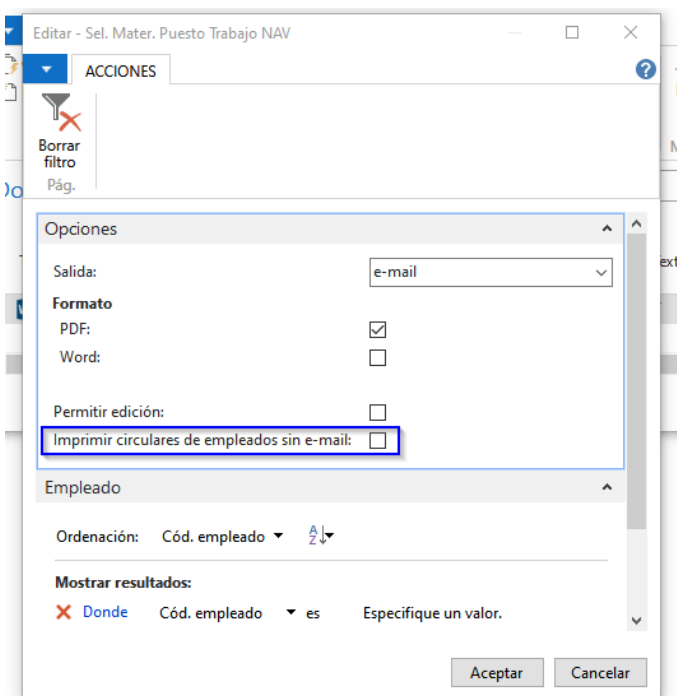 Editar - Sel. Mater. Puesto Trabajo NAV
ACCIONES
Borrar
filtro
Pág.
Opciones
Salida: e-mail
Formato
PDF:
Word:
Permitir edición:
Imprimir circulares de empleados sin e-mail:
Empleado
Ordenación: Cód. empleado
Mostrar resultados:
Donde Cód. empleado es Especifique un valor.
Aceptar Cancelar